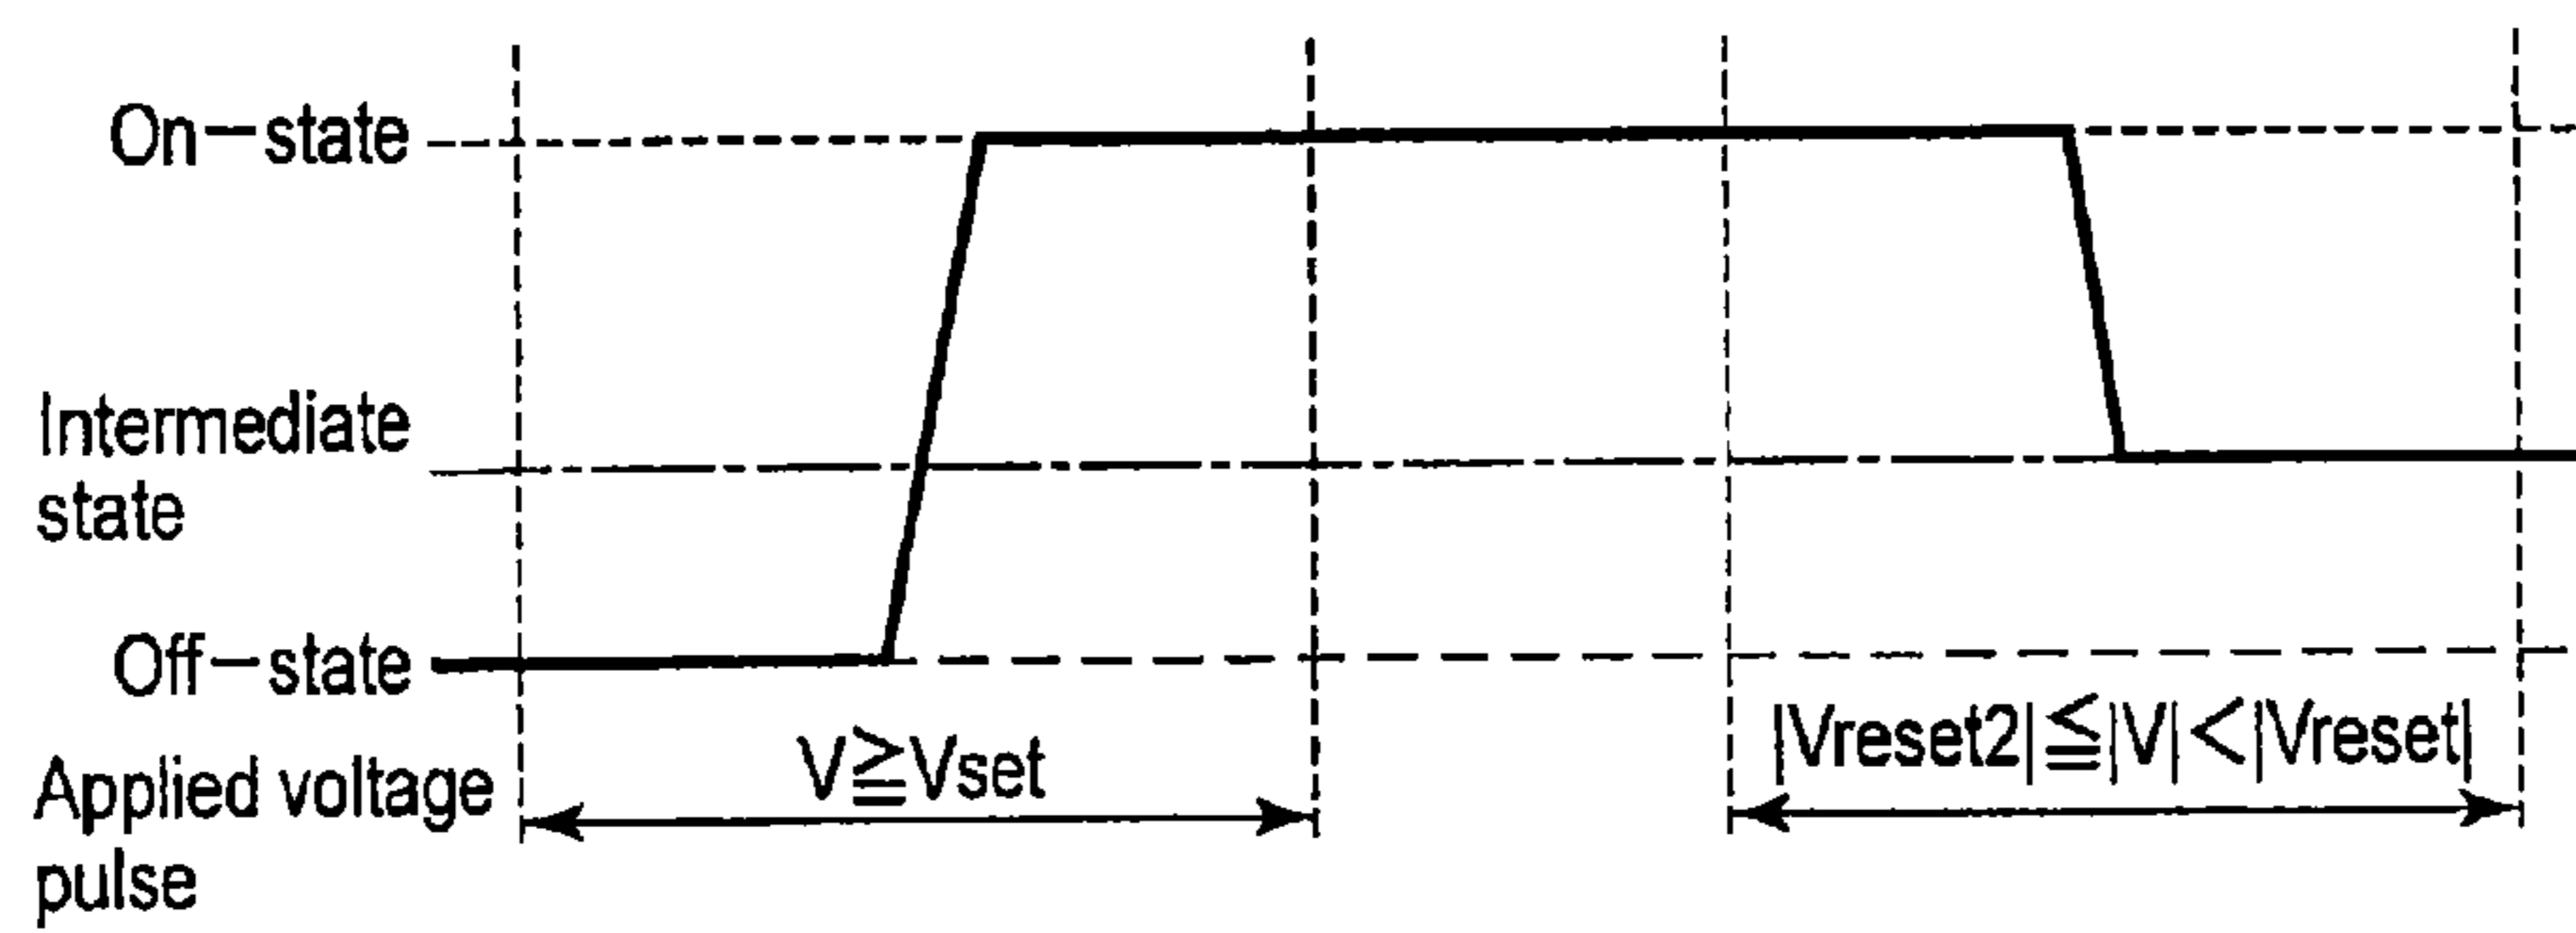 On-state
Intermediate
state
Off-state
Applied voltage
pulse
V≧Vset
|Vreset2|≦|V|<|Vreset|